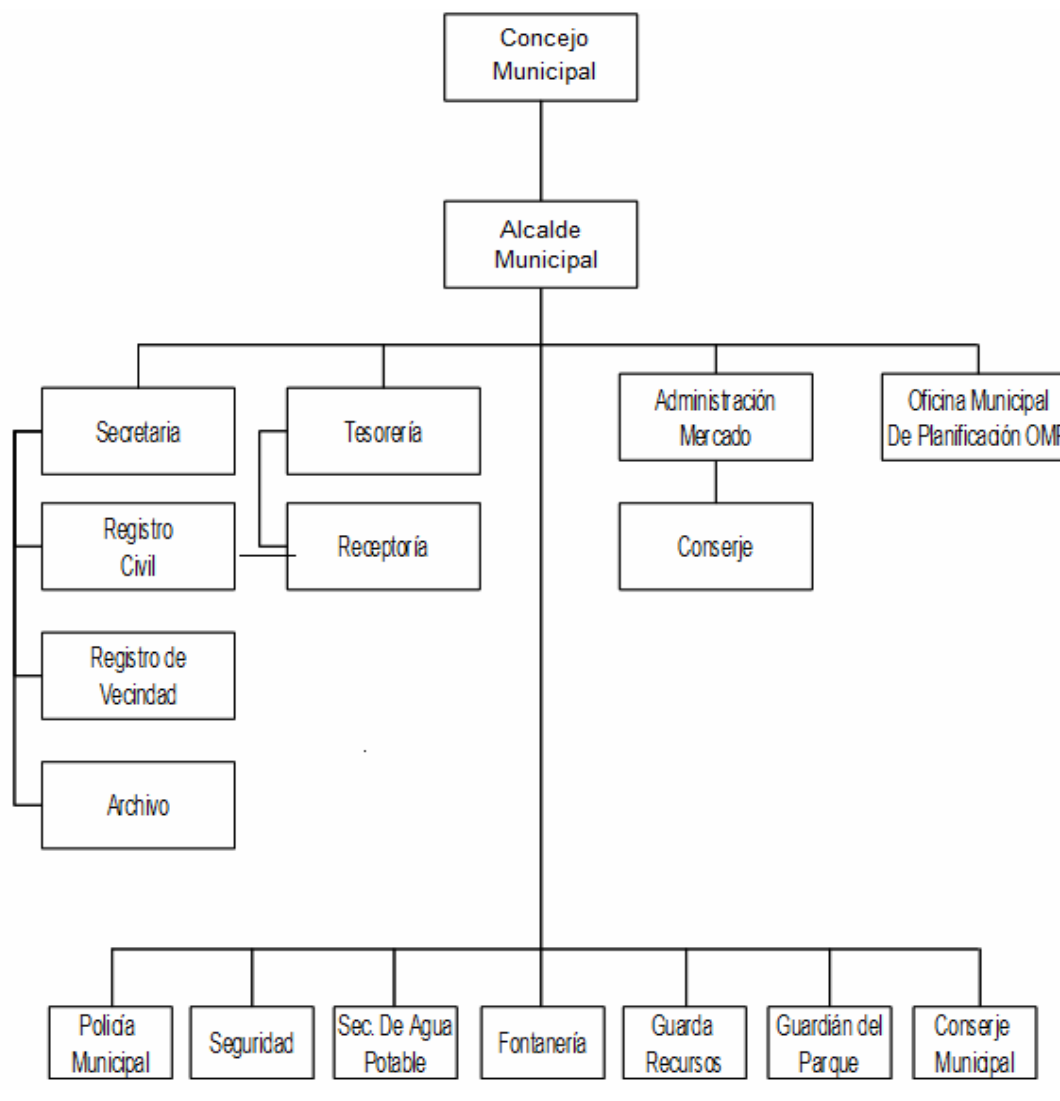 Concejo
Municipal
Alcalde
Municipal
Secretaria
Tesorería
Administración
Mercado
Oficina Municipal
De Planificación OMP
Registro
Civil
Receptoría
Conserje
Registro de
Vecindad
Archivo
Policía
Municipal
Seguridad
Sec. De Agua
Potable
Fontanería
Guarda
Recursos
Guardián del
Parque
Conserje
Municipal